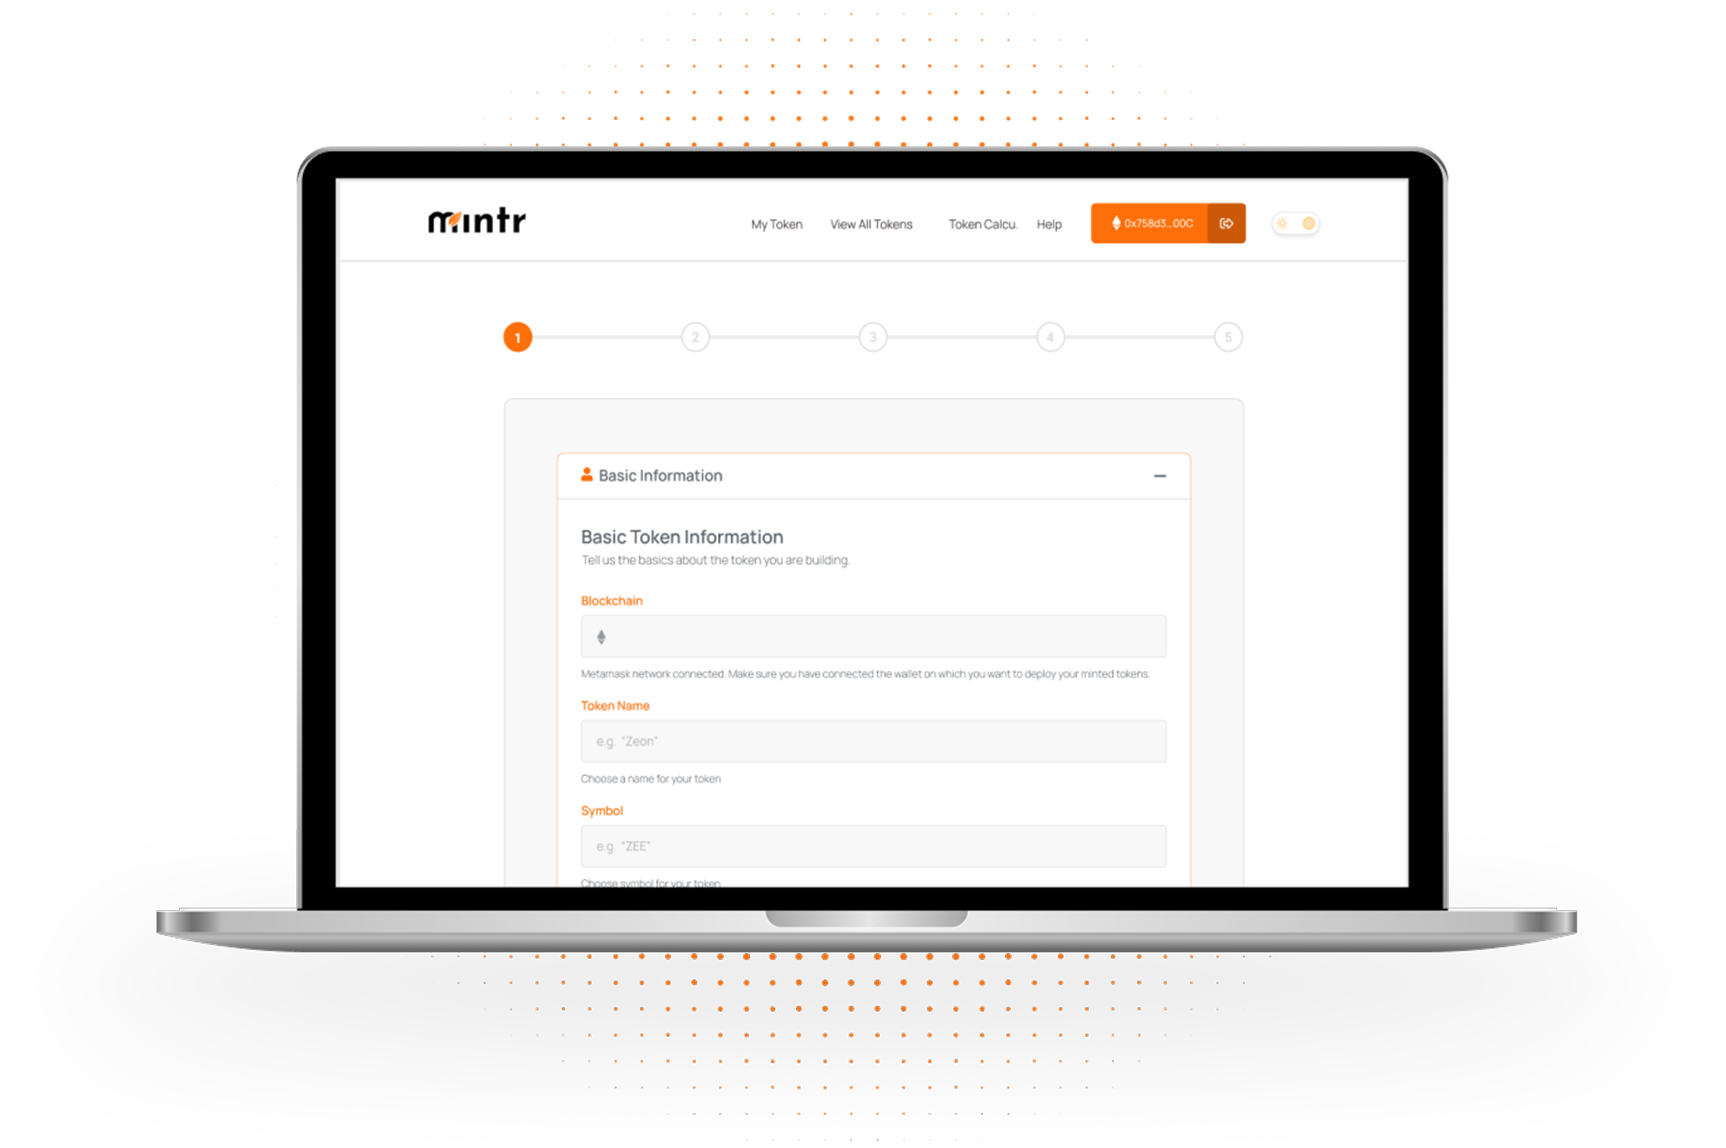 mintr
My Token View All Tokens Token Calcu. Help 0x758d3...00C
1 2 3 4 5
Basic Information
Basic Token Information
Tell us the basics about the token you are building.
Blockchain
Metamask network connected. Make sure you have connected the wallet on which you want to deploy your minted tokens.
Token Name
e.g. "Zeon"
Choose a name for your token
Symbol
e.g. "ZEE"
Choose symbol for your token